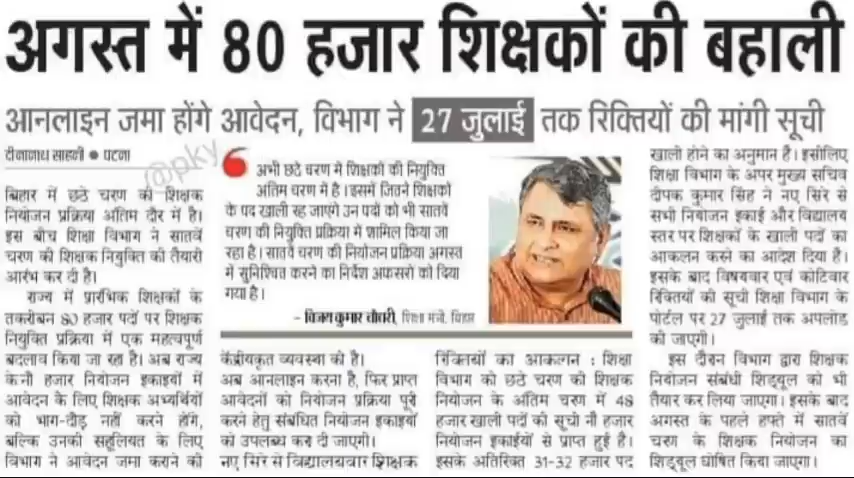 अगस्त में 80 हजार शिक्षकों की बहाली
आनलाइन जमा होंगे आवेदन, विभाग ने 27 जुलाई तक रिक्तियों की मांगी सूची
दीनानाथ साहनी ● पटना
@pky
बिहार में छठे चरण की शिक्षक
नियोजन प्रक्रिया अंतिम दौर में है।
इस बीच शिक्षा विभाग ने सातवें
चरण की शिक्षक नियुक्ति की तैयारी
आरंभ कर दी है।
राज्य में प्रारंभिक शिक्षकों के
तकरीबन 80 हजार पदों पर शिक्षक
नियुक्ति प्रक्रिया में एक महत्वपूर्ण
बदलाव किया जा रहा है। अब राज्य
के नौ हजार नियोजन इकाइयों में
आवेदन के लिए शिक्षक अभ्यर्थियों
को भाग-दौड़ नहीं करने होंगे,
बल्कि उनकी सहूलियत के लिए
विभाग ने आवेदन जमा कराने की
अभी छठे चरण में शिक्षकों की नियुक्ति
अंतिम चरण में है। इसमें जितने शिक्षकों
के पद खाली रह जाएंगे उन पदों को भी सातवें
चरण की नियुक्ति प्रक्रिया में शामिल किया जा
रहा है। सातवें चरण की नियोजन प्रक्रिया अगस्त
में सुनिश्चित करने का निर्देश अफसरों को दिया
गया है।
– विजय कुमार चौधरी, शिक्षा मंत्री, बिहार
केंद्रीयकृत व्यवस्था की है।
अब आनलाइन करना है, फिर प्राप्त
आवेदनों को नियोजन प्रक्रिया पूरी
करने हेतु संबंधित नियोजन इकाइयों
को उपलब्ध करा दी जाएगी।
नए सिरे से विद्यालयवार शिक्षक
रिक्तियों का आकलन : शिक्षा
विभाग को छठे चरण की शिक्षक
नियोजन के अंतिम चरण में 48
हजार खाली पदों की सूची नौ हजार
नियोजन इकाईयों से प्राप्त हुई है।
इसके अतिरिक्त 31-32 हजार पद
खाली होने का अनुमान है। इसीलिए
शिक्षा विभाग के अपर मुख्य सचिव
दीपक कुमार सिंह ने नए सिरे से
सभी नियोजन इकाई और विद्यालय
स्तर पर शिक्षकों के खाली पदों का
आकलन करने का आदेश दिया है।
इसके बाद विषयवार एवं कोटिवार
रिक्तियों की सूची शिक्षा विभाग के
पोर्टल पर 27 जुलाई तक अपलोड
की जाएगी।
इस दौरान विभाग द्वारा शिक्षक
नियोजन संबंधी शिड्यूल को भी
तैयार कर लिया जाएगा। इसके बाद
अगस्त के पहले हफ्ते में सातवें
चरण के शिक्षक नियोजन का
शिड्यूल घोषित किया जाएगा।